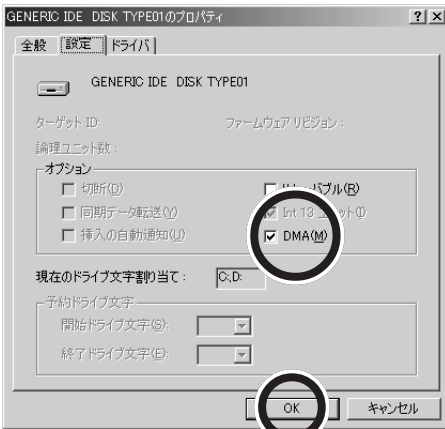 GENERIC IDE DISK TYPE01のプロパティ
全般 設定 ドライバ
GENERIC IDE DISK TYPE01
ターゲット ID: ファームウェア リビジョン :
論理ユニット数 :
オプション
切断(D)
同期データ転送(Y) Int 13 ユニット(I)
挿入の自動通知(U) DMA(M)
現在のドライブ文字割り当て : C:,D:
予約ドライブ文字
開始ドライブ文字(S):
終了ドライブ文字(E):
OK キャンセル